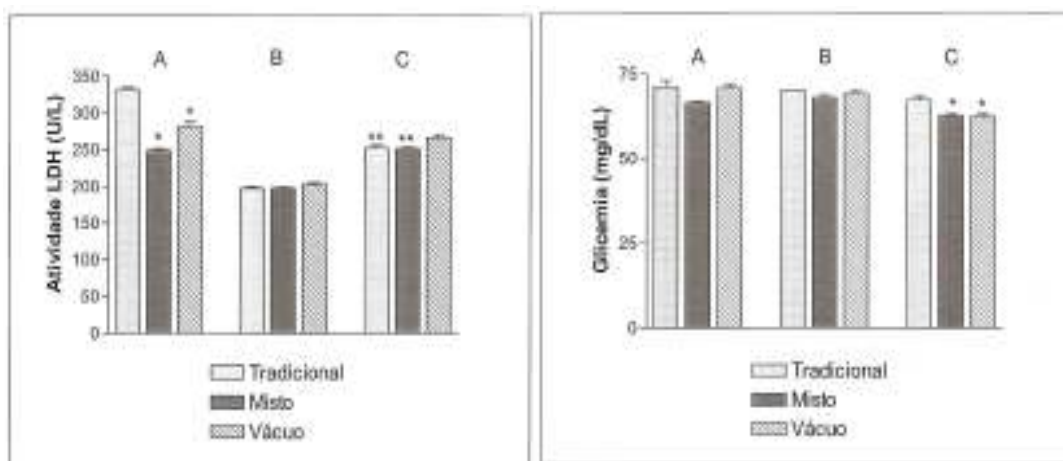 A B C
Atividade LDH (U/L)
350
300
250
200
150
100
50
0
* * ** **
Tradicional
Misto
Vácuo
A B C
Glicemia (mg/dL)
75
50
25
0
* *
Tradicional
Misto
Vácuo